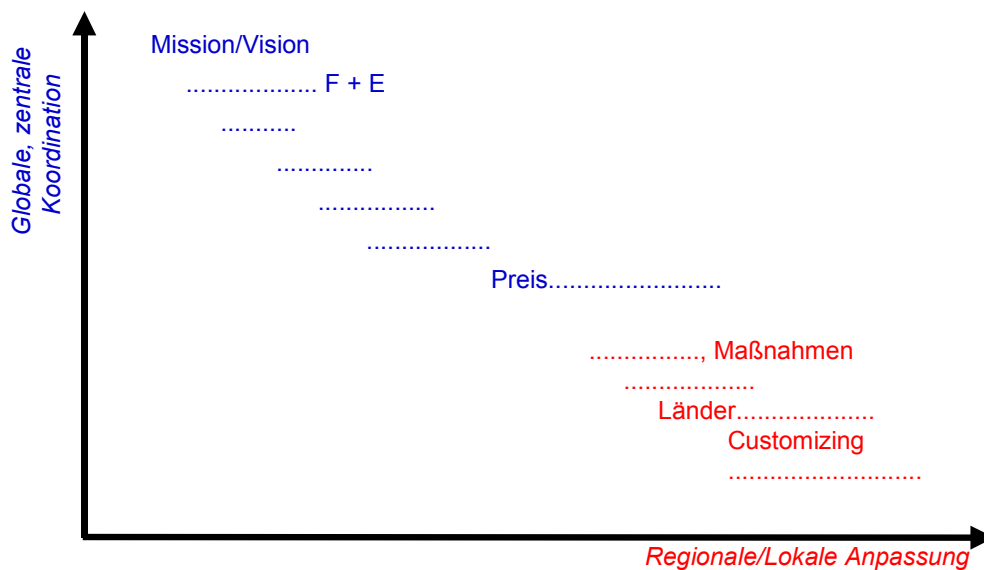 Globale, zentrale
Koordination
Mission/Vision
................... F + E
...........
..............
.................
..................
Preis.........................
................, Maßnahmen
...................
Länder....................
Customizing
............................
Regionale/Lokale Anpassung